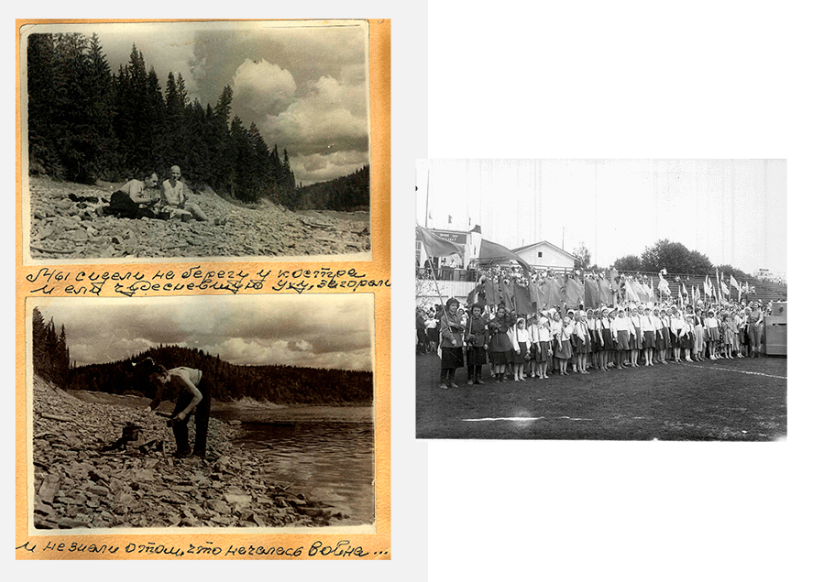 Мы сидели на берегу у костра
и ели чудеснейшую уху, загорали
и не знали о том, что началась война...